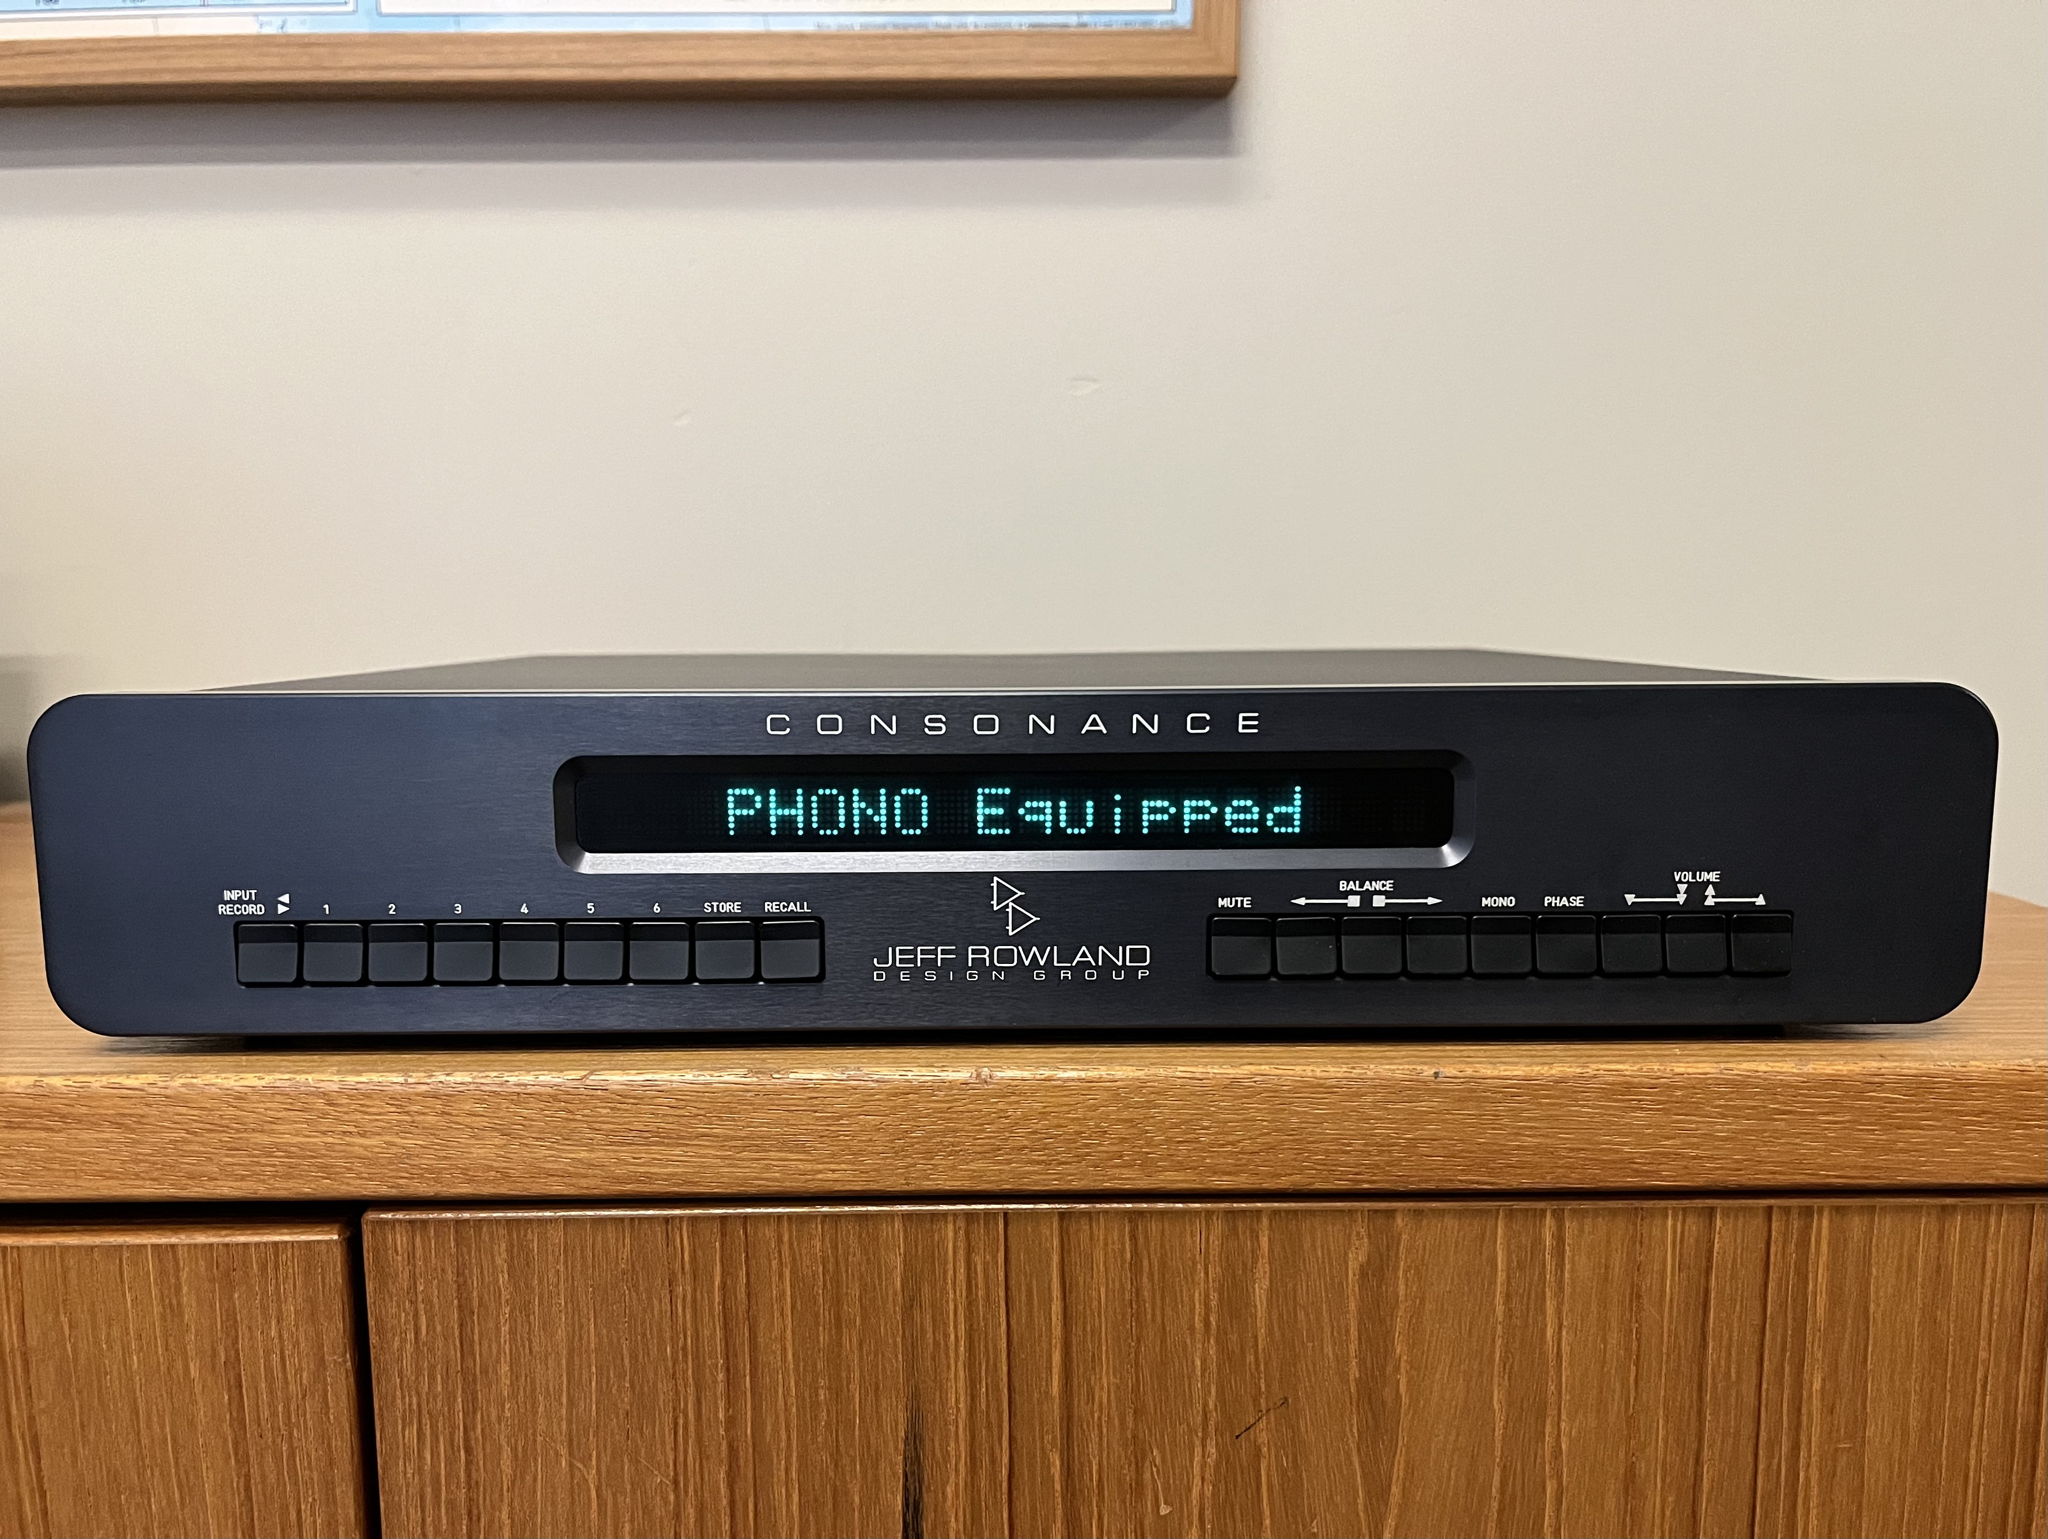 CONSONANCE
PHONO Equipped
INPUT
RECORD
1 2 3 4 5 6 STORE RECALL
JEFF ROWLAND
DESIGN GROUP
MUTE
BALANCE
MONO PHASE
VOLUME